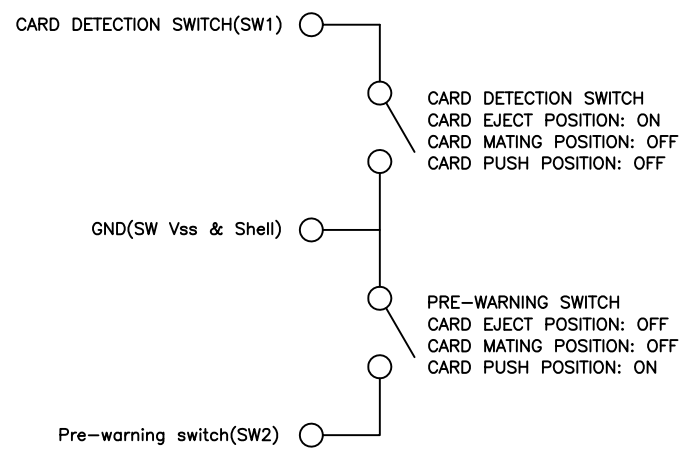 CARD DETECTION SWITCH(SW1)
CARD DETECTION SWITCH
CARD EJECT POSITION: ON
CARD MATING POSITION: OFF
CARD PUSH POSITION: OFF
GND(SW Vss & Shell)
PRE-WARNING SWITCH
CARD EJECT POSITION: OFF
CARD MATING POSITION: OFF
CARD PUSH POSITION: ON
Pre-warning switch(SW2)